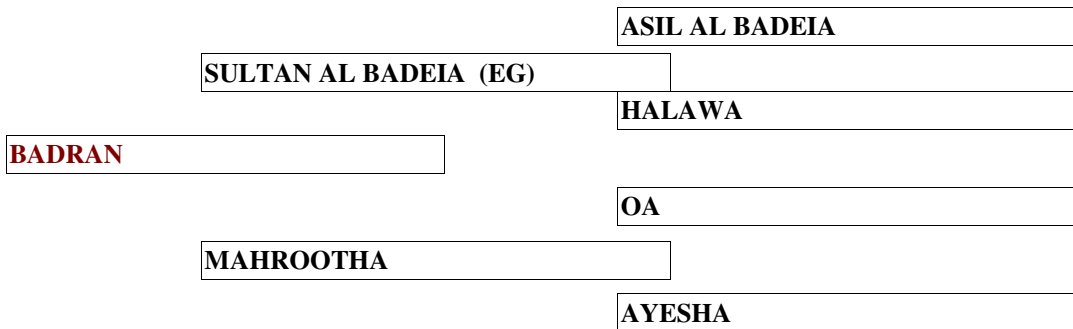 ASIL AL BADEIA
SULTAN AL BADEIA (EG)
HALAWA
BADRAN
OA
MAHROOTHA
AYESHA